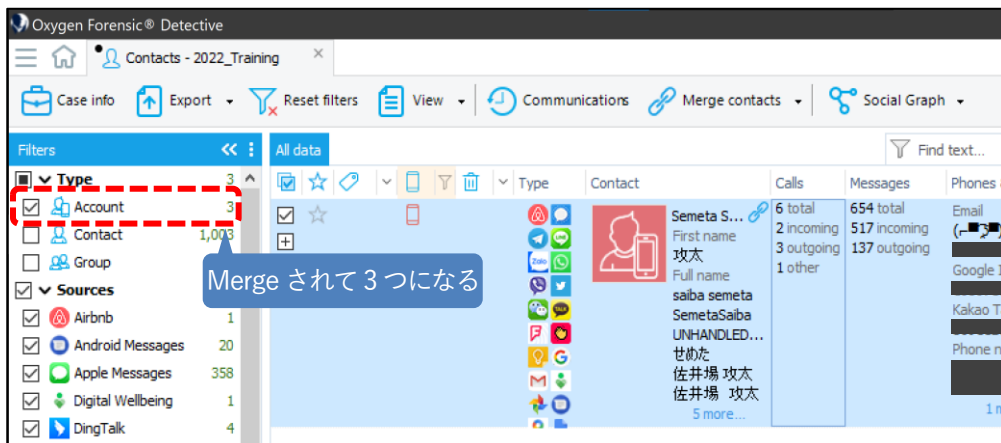 Oxygen Forensic® Detective
Contacts - 2022_Training
Case info
Export
Reset filters
View
Communications
Merge contacts
Social Graph
Filters
All data
Find text...
Type 3
Account 3
Contact 1,003
Group
Sources
Airbnb 1
Android Messages 20
Apple Messages 358
Digital Wellbeing 1
DingTalk 4
Merge されて 3 つになる
Type
Contact
Calls
Messages
Phones
Semeta S...
First name
攻太
Full name
saiba semeta
SemetaSaiba
UNHANDLED...
せめた
佐井場 攻太
佐井場 攻太
5 more...
6 total
2 incoming
3 outgoing
1 other
654 total
517 incoming
137 outgoing
Email
Google
Kakao
Phone